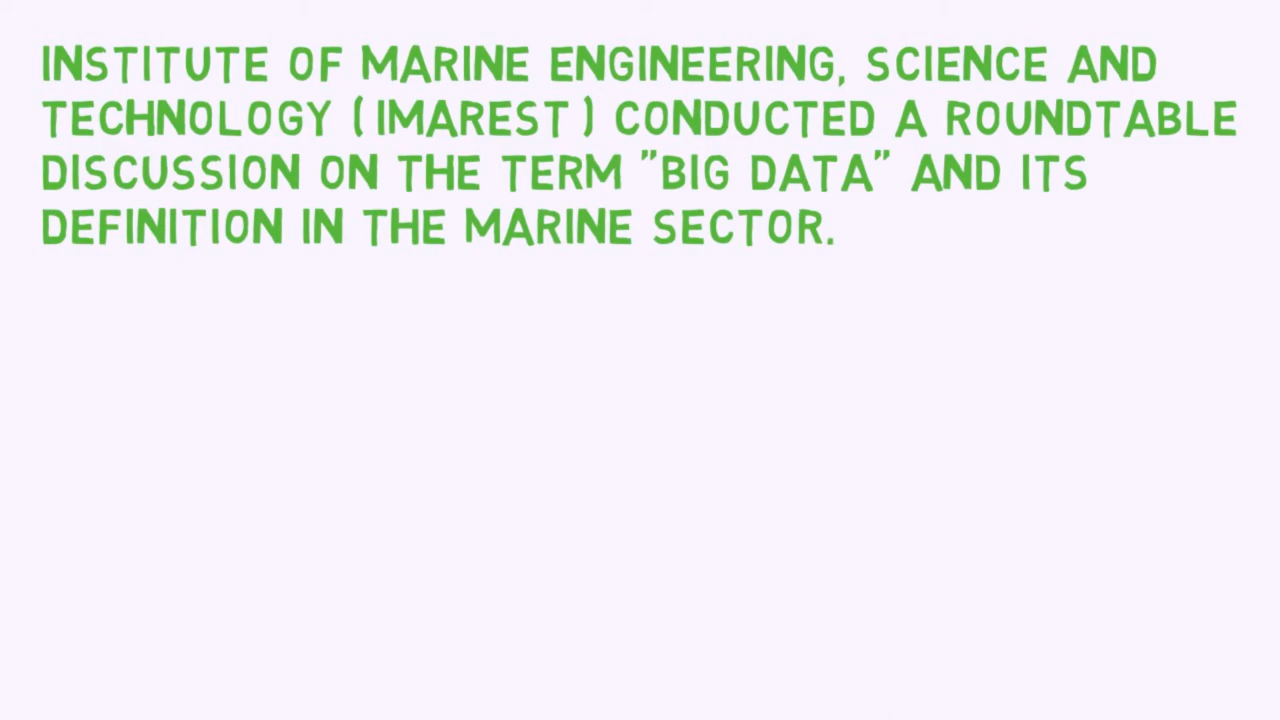 INSTITUTE OF MARINE ENGINEERING, SCIENCE AND
TECHNOLOGY (IMAREST) CONDUCTED A ROUNDTABLE
DISCUSSION ON THE TERM "BIG DATA" AND ITS
DEFINITION IN THE MARINE SECTOR.